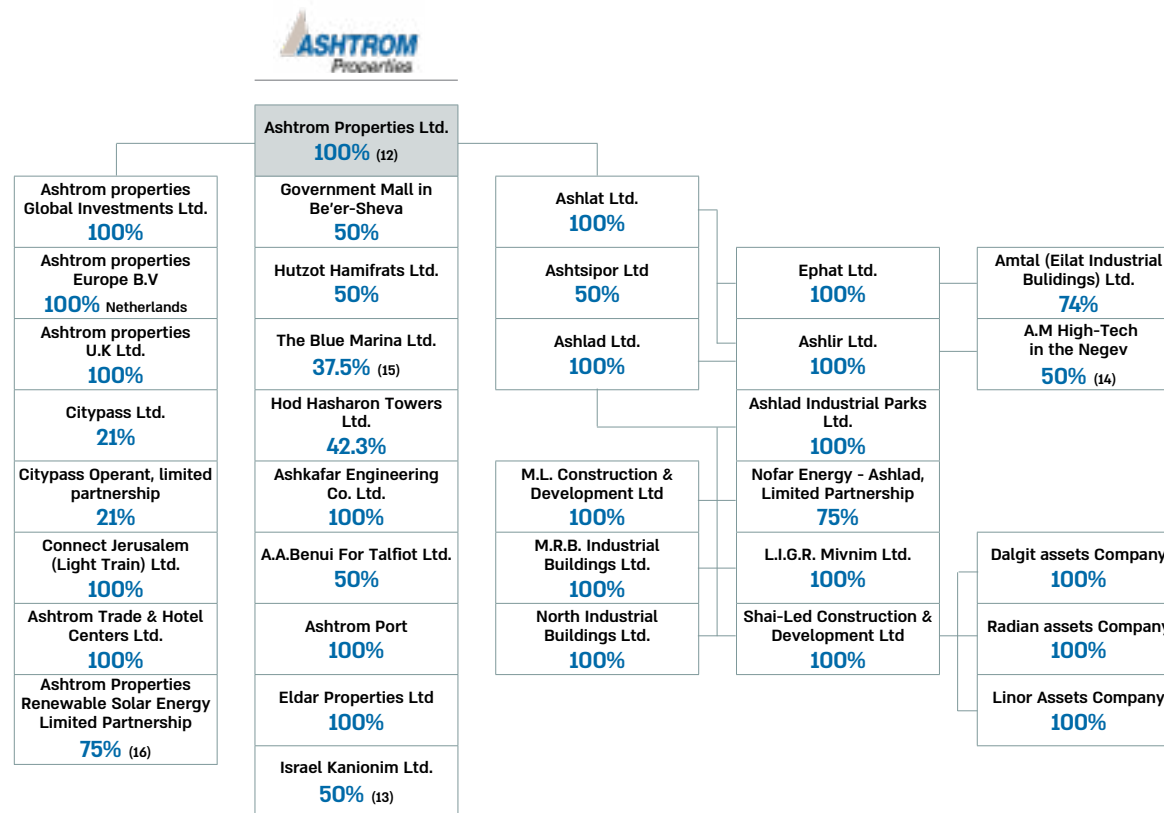 ASHTROM
Properties
Ashtrom Properties Ltd.
100% (12)
Ashtrom properties
Global Investments Ltd.
100%
Ashtrom properties
Europe B.V
100% Netherlands
Ashtrom properties
U.K Ltd.
100%
Citypass Ltd.
21%
Citypass Operant, limited
partnership
21%
Connect Jerusalem
(Light Train) Ltd.
100%
Ashtrom Trade & Hotel
Centers Ltd.
100%
Ashtrom Properties
Renewable Solar Energy
Limited Partnership
75% (16)
Government Mall in
Be'er-Sheva
50%
Hutzot Hamifrats Ltd.
50%
The Blue Marina Ltd.
37.5% (15)
Hod Hasharon Towers
Ltd.
42.3%
Ashkafar Engineering
Co. Ltd.
100%
A.A.Benui For Talfiot Ltd.
50%
Ashtrom Port
100%
Eldar Properties Ltd
100%
Israel Kanionim Ltd.
50% (13)
Ashlat Ltd.
100%
Ashtsipor Ltd
50%
Ashlad Ltd.
100%
M.L. Construction &
Development Ltd
100%
M.R.B. Industrial
Buildings Ltd.
100%
North Industrial
Buildings Ltd.
100%
Ephat Ltd.
100%
Ashlir Ltd.
100%
Ashlad Industrial Parks
Ltd.
100%
Nofar Energy - Ashlad,
Limited Partnership
75%
L.I.G.R. Mivnim Ltd.
100%
Shai-Led Construction &
Development Ltd
100%
Amtal (Eilat Industrial
Bulidings) Ltd.
74%
A.M High-Tech
in the Negev
50% (14)
Dalgit assets Company
100%
Radian assets Company
100%
Linor Assets Company
100%